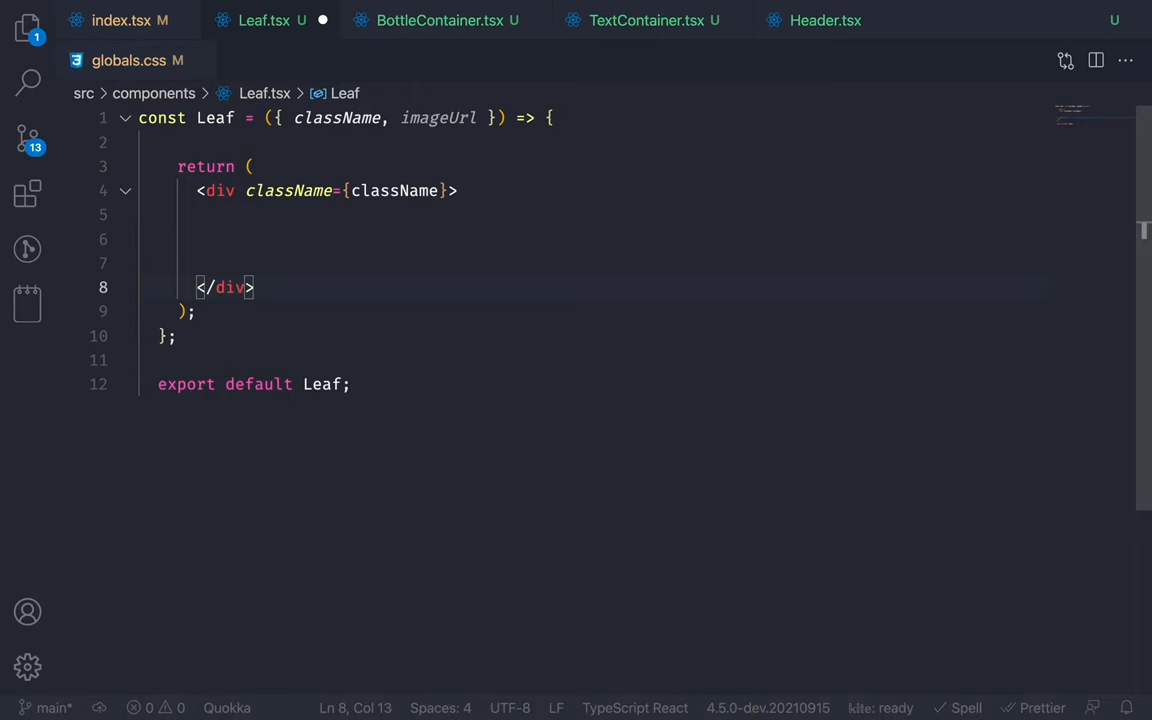 index.tsx M
Leaf.tsx U
BottleContainer.tsx U
TextContainer.tsx U
Header.tsx
U
globals.css M
1
src > components > Leaf.tsx > Leaf
1 const Leaf = ({ className, imageUrl }) => {
2
3 return (
4 <div className={className}>
5
6
7
8 </div>
9 );
10 };
11
12 export default Leaf;
13
main*
0
0
Quokka
Ln 8, Col 13
Spaces: 4
UTF-8
LF
TypeScript React
4.5.0-dev.20210915
kite: ready
Spell
Prettier